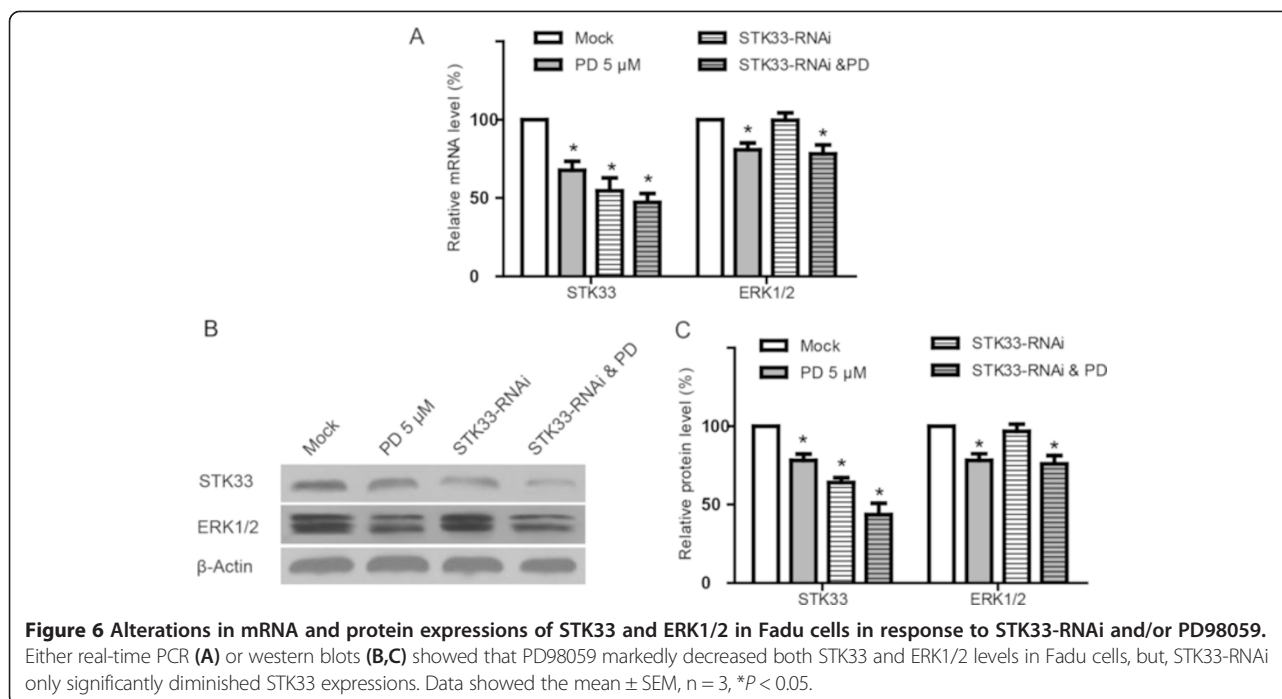 A
Mock
STK33-RNAi
PD 5 µM
STK33-RNAi &PD
Relative mRNA level (%)
100
*
*
*
*
*
50
0
STK33
ERK1/2
B
Mock
PD 5 µM
STK33-RNAi
STK33-RNAi & PD
STK33
ERK1/2
β-Actin
C
Mock
STK33-RNAi
PD 5 µM
STK33-RNAi & PD
Relative protein level (%)
100
*
*
*
*
*
50
0
STK33
ERK1/2
Figure 6 Alterations in mRNA and protein expressions of STK33 and ERK1/2 in Fadu cells in response to STK33-RNAi and/or PD98059.
Either real-time PCR (A) or western blots (B,C) showed that PD98059 markedly decreased both STK33 and ERK1/2 levels in Fadu cells, but, STK33-RNAi
only significantly diminished STK33 expressions. Data showed the mean ± SEM, n = 3, *P < 0.05.